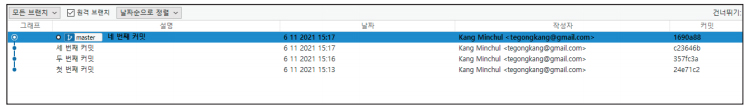 모든 브랜치 원격 브랜치 날짜순으로 정렬 건너뛰기:
그래프 설명 날짜 작성자 커밋
master 네 번째 커밋 6 11 2021 15:17 Kang Minchul <tegongkang@gmail.com> 1690a88
세 번째 커밋 6 11 2021 15:17 Kang Minchul <tegongkang@gmail.com> c23646b
두 번째 커밋 6 11 2021 15:16 Kang Minchul <tegongkang@gmail.com> 357fc3a
첫 번째 커밋 6 11 2021 15:13 Kang Minchul <tegongkang@gmail.com> 24e71c2